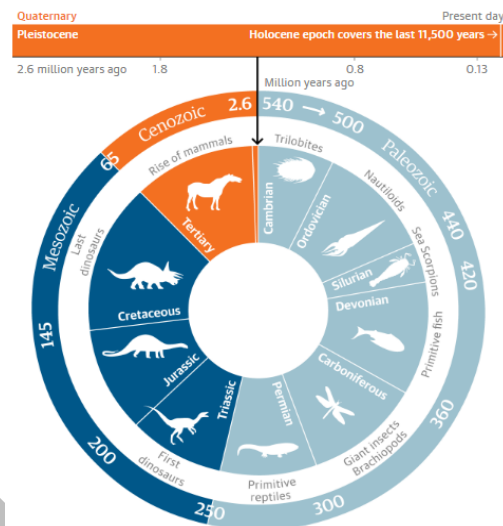 Quaternary
Present day
Pleistocene
Holocene epoch covers the last 11,500 years →
2.6 million years ago
1.8
0.8
0.13
Million years ago
Cenozoic
2.6
540 → 500
Paleozoic
440
420
360
300
250
200
145
Mesozoic
65
Rise of mammals
Trilobites
Nautiloids
Sea Scorpions
Primitive fish
Giant insects
Brachiopods
Primitive
reptiles
First
dinosaurs
Last
dinosaurs
Tertiary
Cambrian
Ordovician
Silurian
Devonian
Carboniferous
Permian
Triassic
Jurassic
Cretaceous